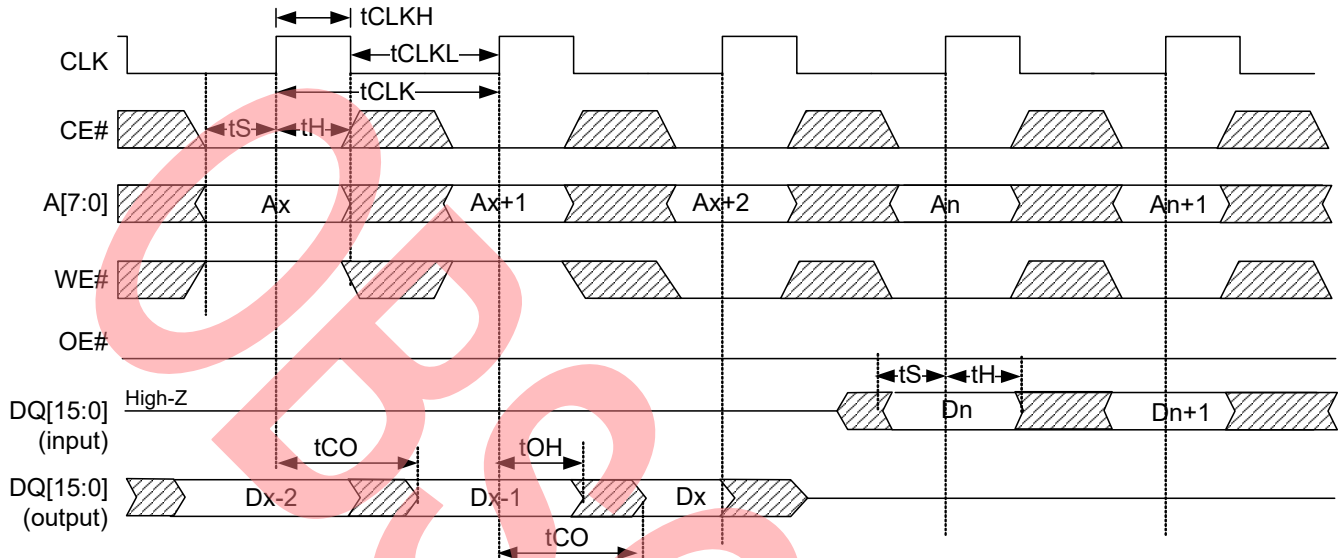 tCLKH
CLK
tCLKL
tCLK
CE#
tS
tH
A[7:0]
Ax
Ax+1
Ax+2
An
An+1
WE#
OE#
tS
tH
DQ[15:0]
(input)
High-Z
Dn
Dn+1
tCO
tOH
DQ[15:0]
(output)
Dx-2
Dx-1
Dx
tCO